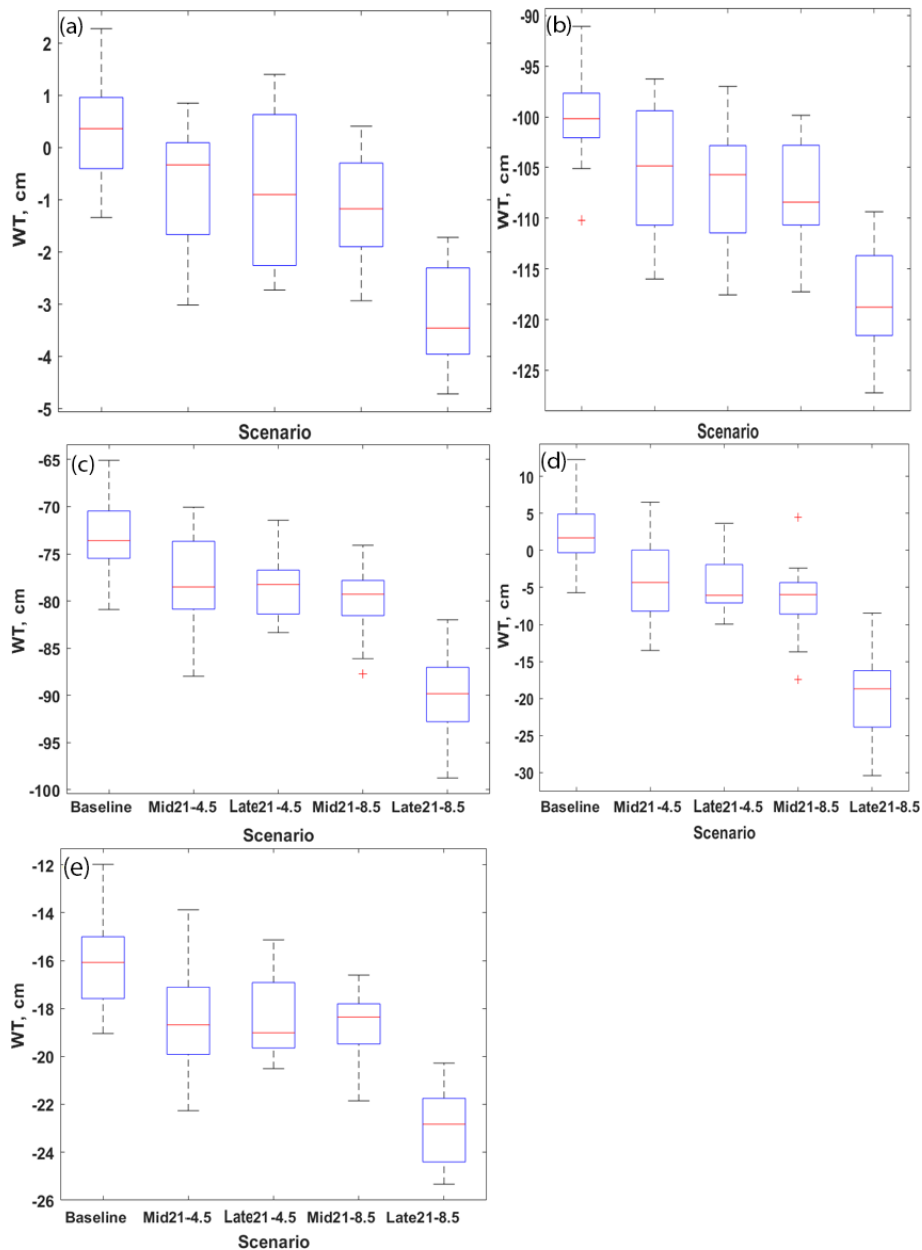 (a)
2
1
0
-1
-2
-3
-4
-5
WT, cm
Scenario
(b)
-90
-95
-100
-105
-110
-115
-120
-125
WT, cm
Scenario
(c)
-65
-70
-75
-80
-85
-90
-95
-100
WT, cm
Baseline Mid21-4.5 Late21-4.5 Mid21-8.5 Late21-8.5
Scenario
(d)
10
5
0
-5
-10
-15
-20
-25
-30
WT, cm
Baseline Mid21-4.5 Late21-4.5 Mid21-8.5 Late21-8.5
Scenario
(e)
-12
-14
-16
-18
-20
-22
-24
-26
WT, cm
Baseline Mid21-4.5 Late21-4.5 Mid21-8.5 Late21-8.5
Scenario